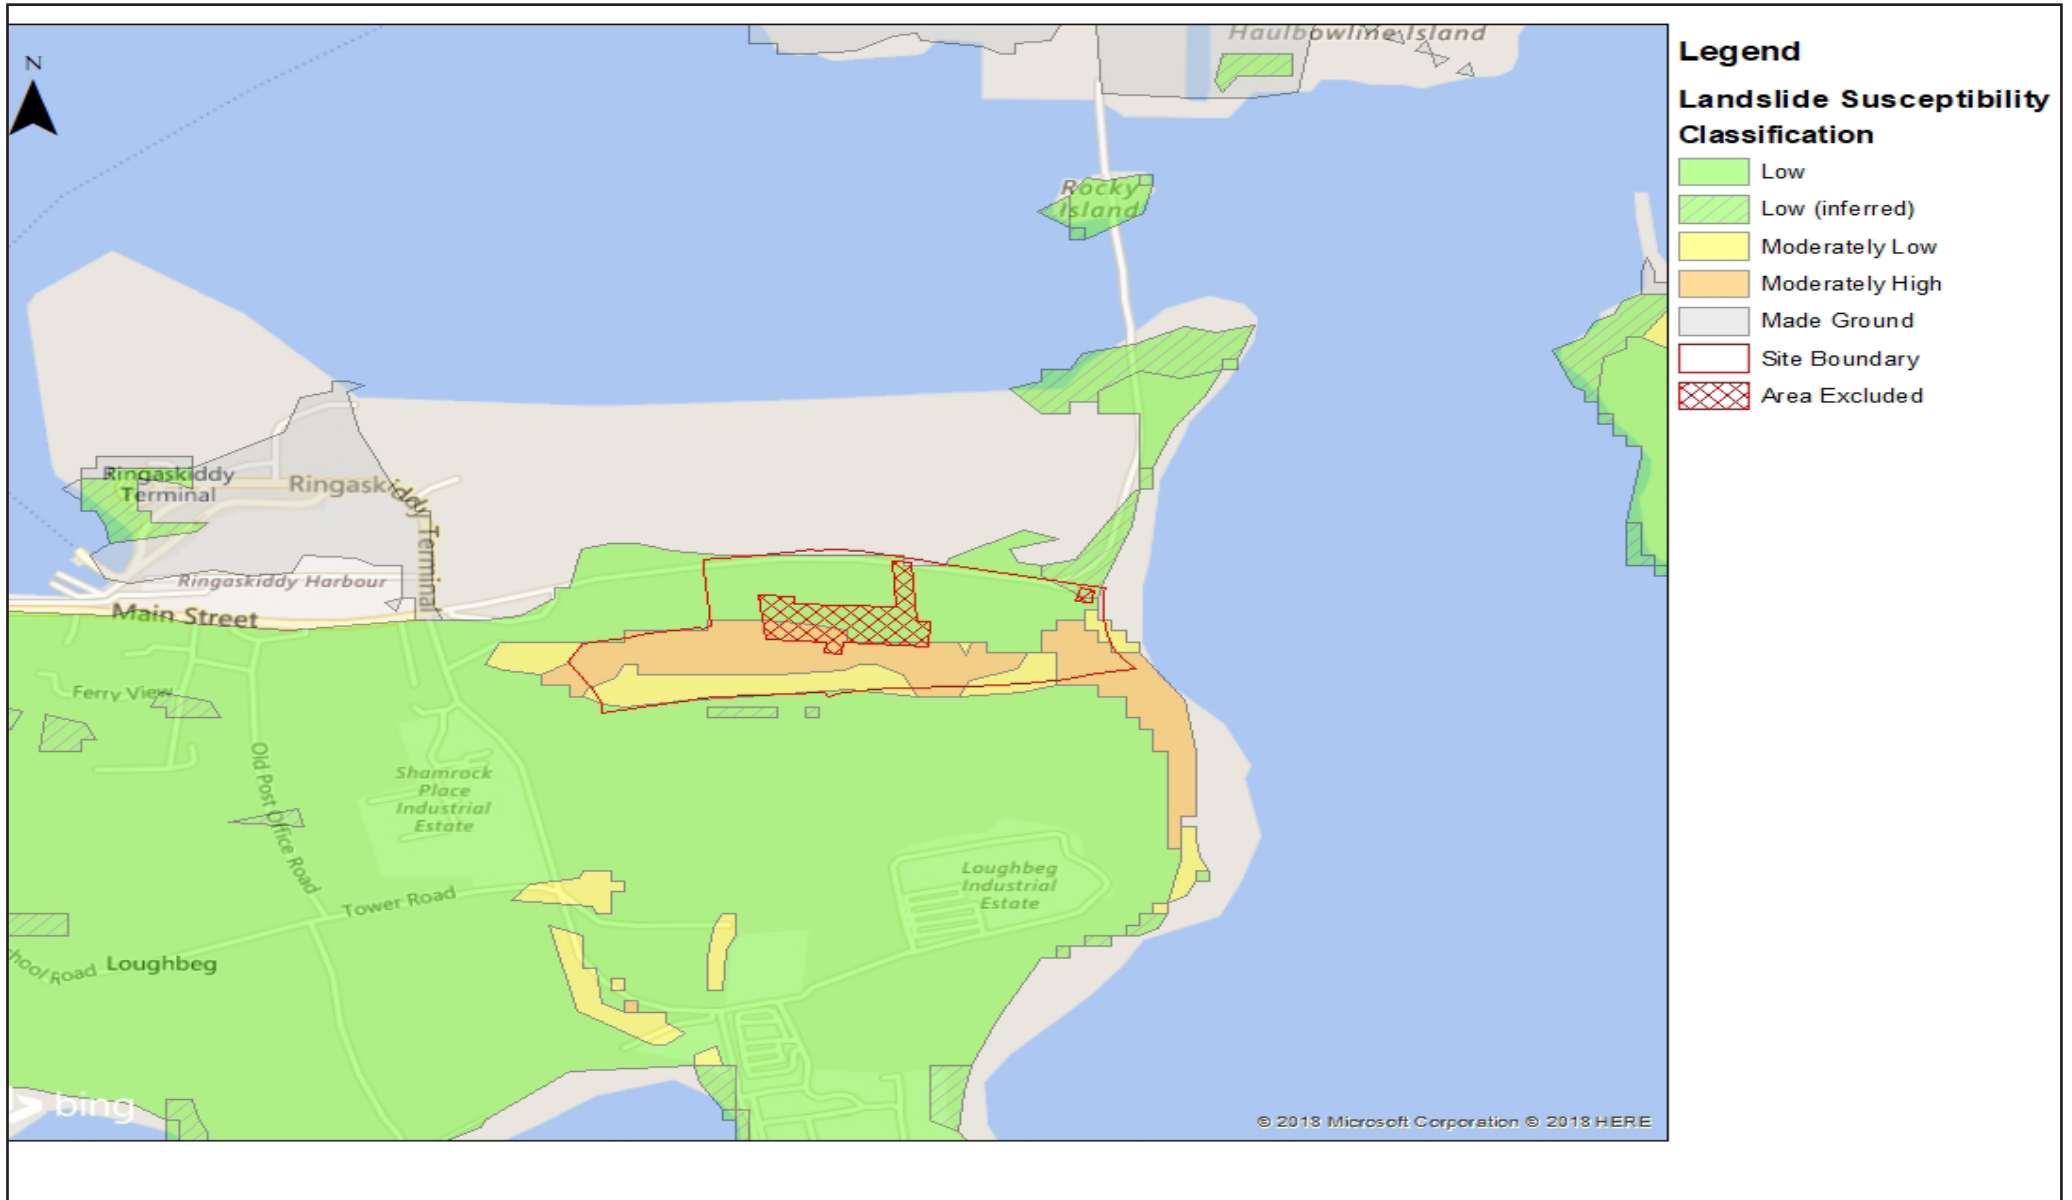 Haulbowline Island
N
Rocky
Island
Ringaskiddy
Terminal
Ringaskiddy Terminal
Ringaskiddy Harbour
Main Street
Ferry View
Old Post Office Road
Shamrock
Place
Industrial
Estate
Loughbeg
Industrial
Estate
Tower Road
hool Road
Loughbeg
bing
© 2018 Microsoft Corporation © 2018 HERE
Legend
Landslide Susceptibility
Classification
Low
Low (inferred)
Moderately Low
Moderately High
Made Ground
Site Boundary
Area Excluded